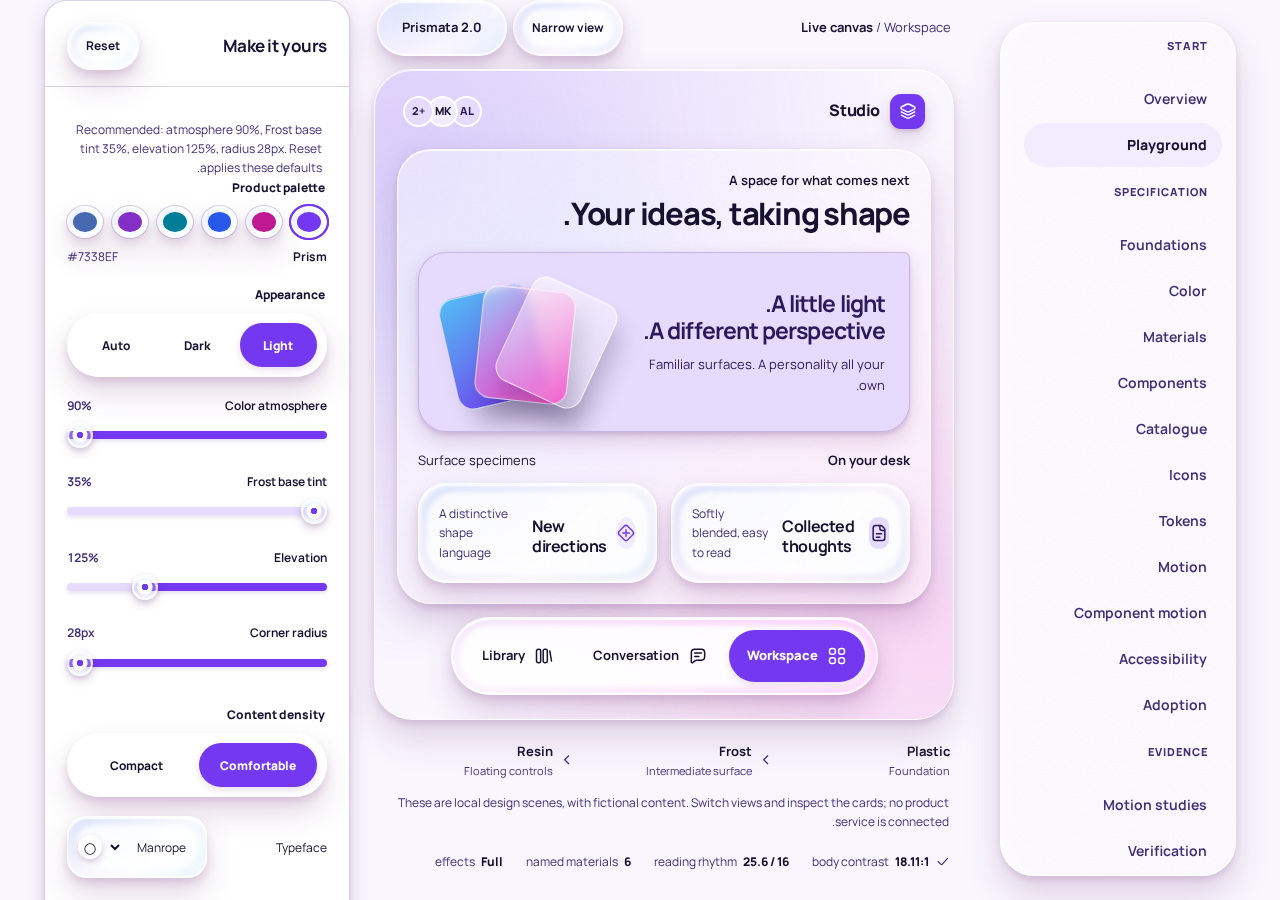 Make it yours
Reset
Recommended: atmosphere 90%, Frost base
tint 35%, elevation 125%, radius 28px. Reset
.applies these defaults
Product palette
Prism
#7338EF
Appearance
Light
Dark
Auto
Color atmosphere
90%
Frost base tint
35%
Elevation
125%
Corner radius
28px
Content density
Comfortable
Compact
Typeface
Manrope
Prismata 2.0
Narrow view
Live canvas / Workspace
Studio
AL
MK
2+
A space for what comes next
.Your ideas, taking shape
.A little light
.A different perspective
Familiar surfaces. A personality all your
.own
On your desk
Surface specimens
Collected
thoughts
Softly
blended, easy
to read
New
directions
A distinctive
shape
language
Workspace
Conversation
Library
Plastic
Foundation
Frost
Intermediate surface
Resin
Floating controls
These are local design scenes, with fictional content. Switch views and inspect the cards; no product
.service is connected
body contrast 18.11:1
reading rhythm 25.6 / 16
named materials 6
effects Full
START
Overview
Playground
SPECIFICATION
Foundations
Color
Materials
Components
Catalogue
Icons
Tokens
Motion
Component motion
Accessibility
Adoption
EVIDENCE
Motion studies
Verification